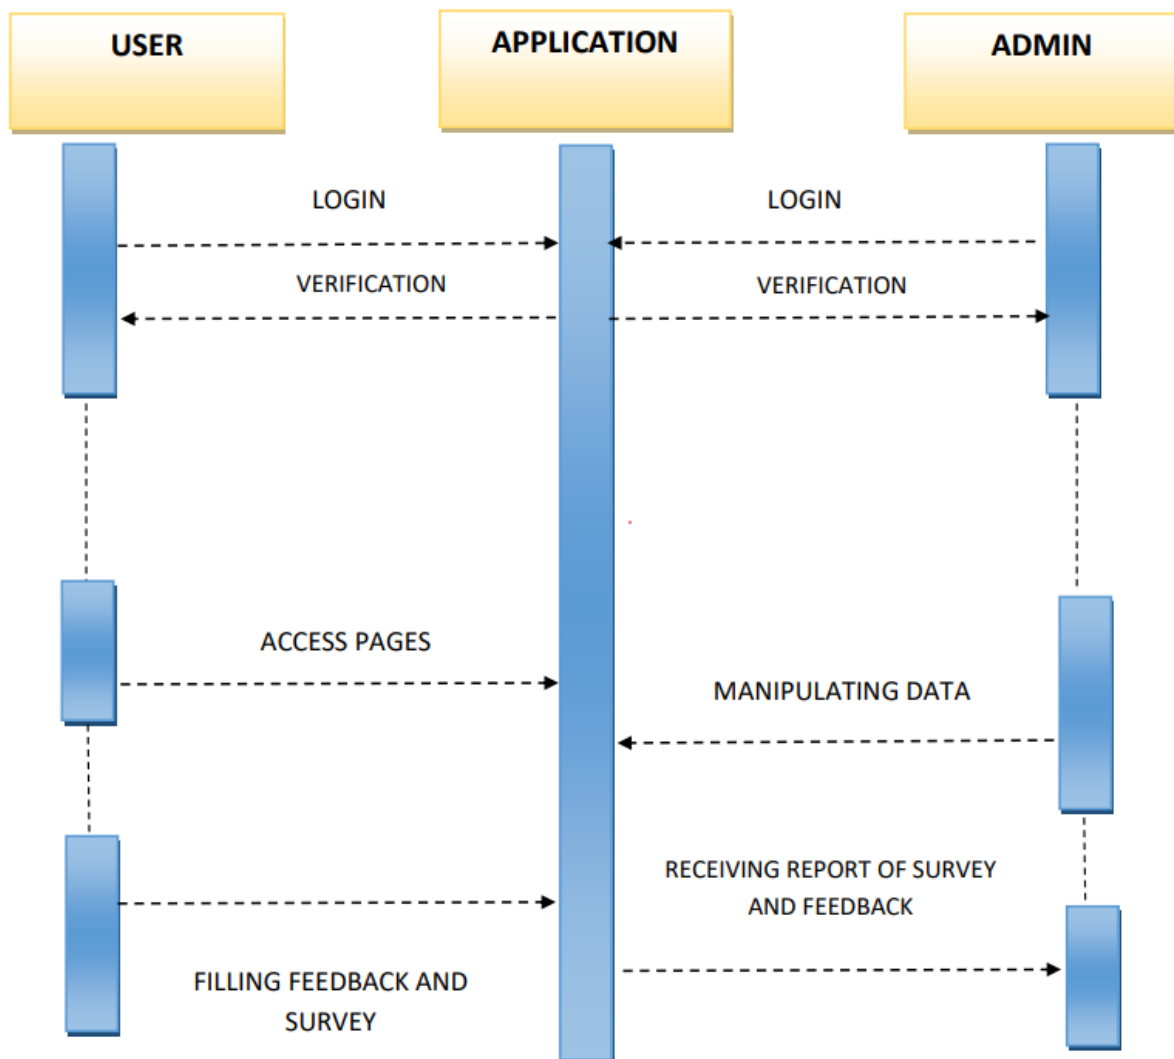 USER
APPLICATION
ADMIN
LOGIN
LOGIN
VERIFICATION
VERIFICATION
ACCESS PAGES
MANIPULATING DATA
RECEIVING REPORT OF SURVEY
AND FEEDBACK
FILLING FEEDBACK AND
SURVEY